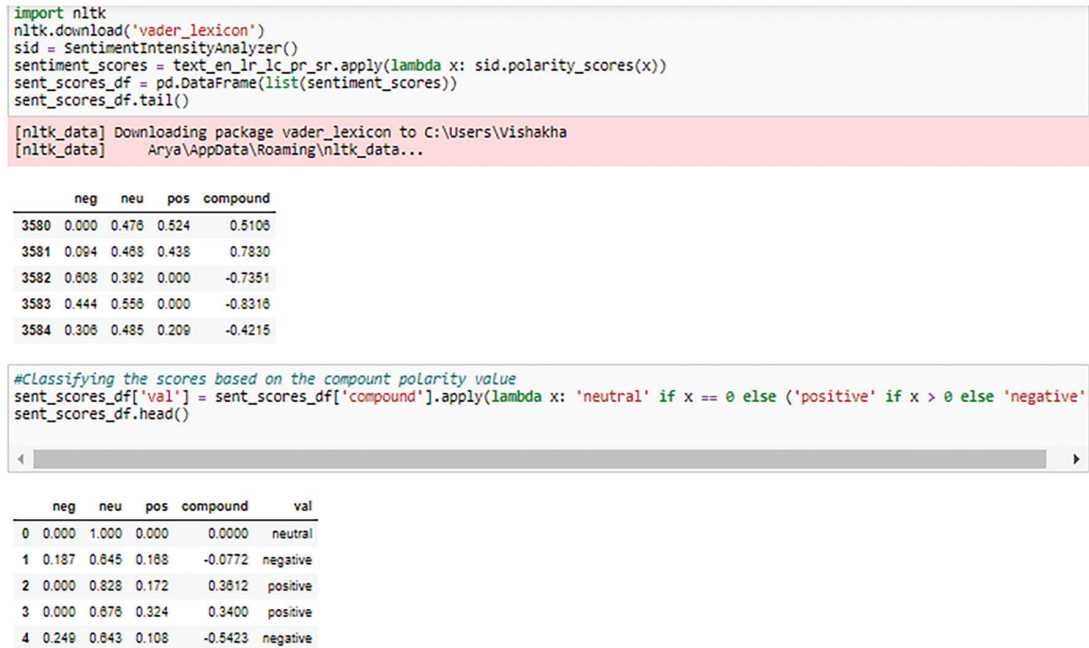 import nltk
nltk.download('vader_lexicon')
sid = SentimentIntensityAnalyzer()
sentiment_scores = text_en_lr_lc_pr_sr.apply(lambda x: sid.polarity_scores(x))
sent_scores_df = pd.DataFrame(list(sentiment_scores))
sent_scores_df.tail()
[nltk_data] Downloading package vader_lexicon to C:\Users\Vishakha
[nltk_data]     Arya\AppData\Roaming\nltk_data...
neg neu pos compound
3580 0.000 0.476 0.524 0.5106
3581 0.094 0.468 0.438 0.7830
3582 0.608 0.392 0.000 -0.7351
3583 0.444 0.556 0.000 -0.8316
3584 0.306 0.485 0.209 -0.4215
#Classifying the scores based on the compount polarity value
sent_scores_df['val'] = sent_scores_df['compound'].apply(lambda x: 'neutral' if x == 0 else ('positive' if x > 0 else 'negative'
sent_scores_df.head()
neg neu pos compound val
0 0.000 1.000 0.000 0.0000 neutral
1 0.187 0.645 0.168 -0.0772 negative
2 0.000 0.828 0.172 0.3612 positive
3 0.000 0.676 0.324 0.3400 positive
4 0.249 0.643 0.108 -0.5423 negative